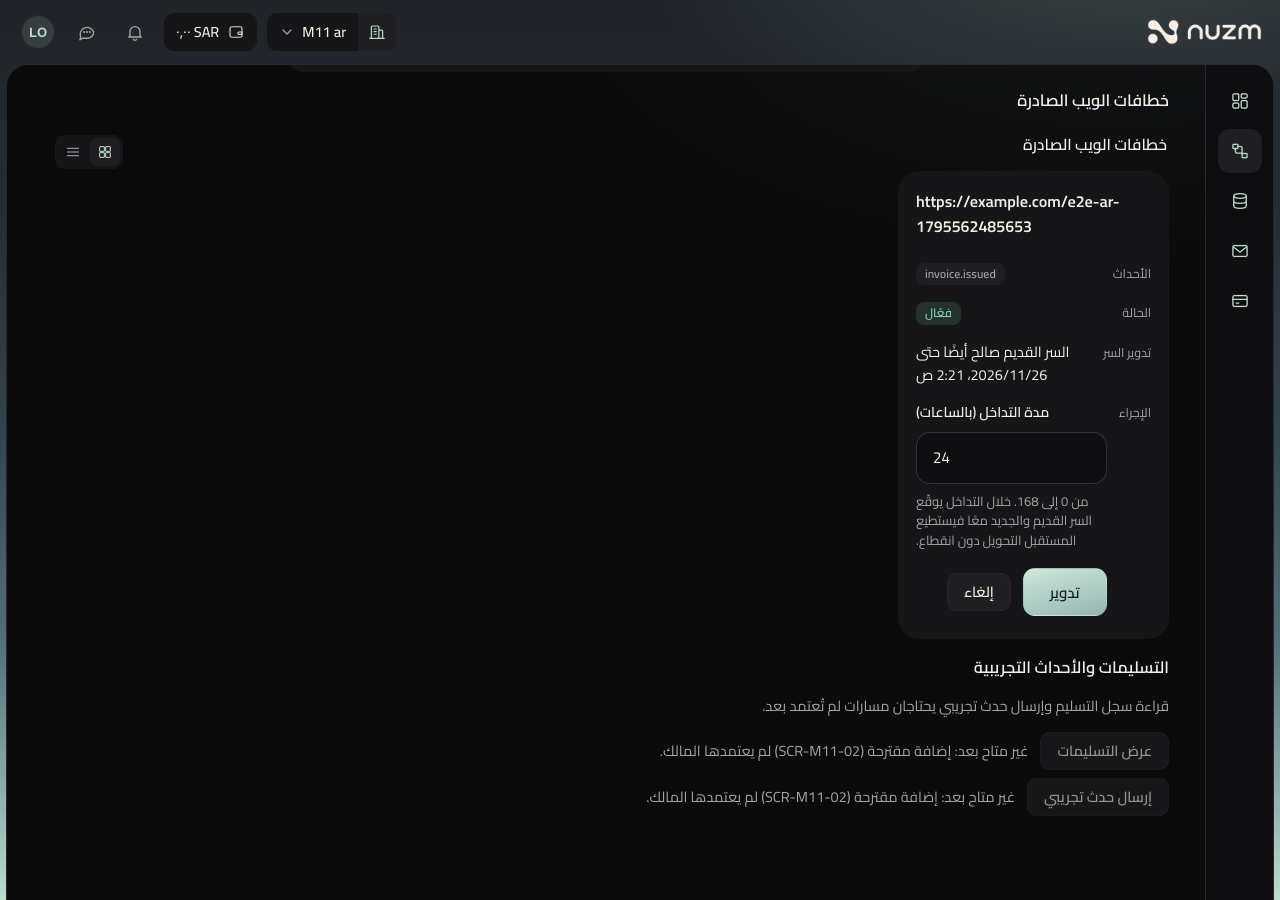 nuzm
M11 ar
٠,٠٠ SAR
LO
خطافات الويب الصادرة
خطافات الويب الصادرة
https://example.com/e2e-ar-
1795562485653
الأحداث
invoice.issued
الحالة
فعّال
تدوير السر
السر القديم صالح أيضًا حتى
2026/11/26، 2:21 ص
الإجراء
مدة التداخل (بالساعات)
24
من 0 إلى 168. خلال التداخل يوقّع
السر القديم والجديد معًا فيستطيع
المستقبل التحويل دون انقطاع.
تدوير
إلغاء
التسليمات والأحداث التجريبية
قراءة سجل التسليم وإرسال حدث تجريبي يحتاجان مسارات لم تُعتمد بعد.
عرض التسليمات
غير متاح بعد: إضافة مقترحة (SCR-M11-02) لم يعتمدها المالك.
إرسال حدث تجريبي
غير متاح بعد: إضافة مقترحة (SCR-M11-02) لم يعتمدها المالك.